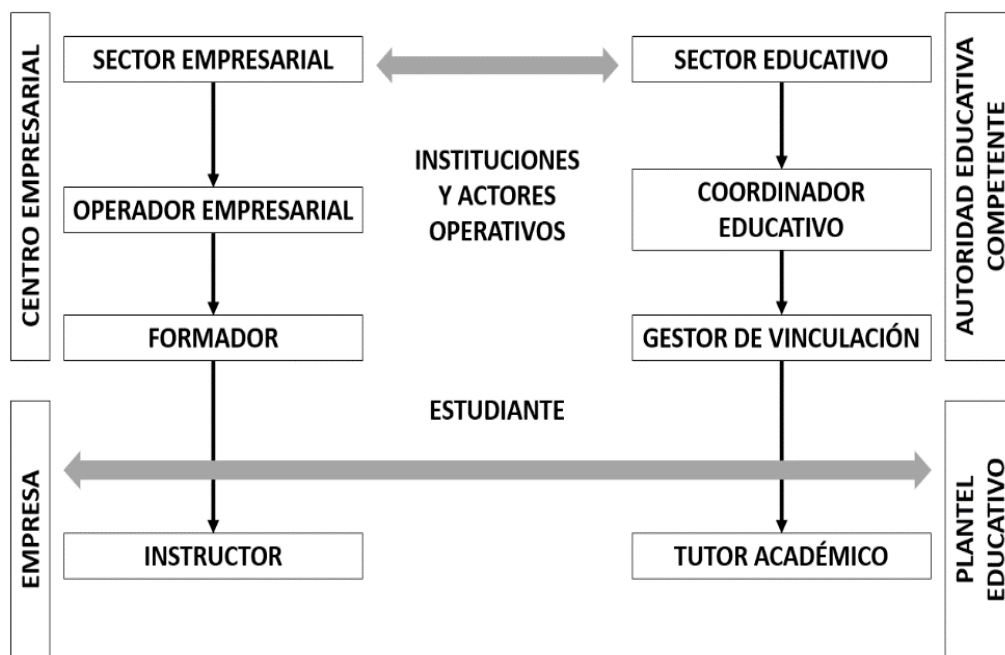 CENTRO EMPRESARIAL
SECTOR EMPRESARIAL
SECTOR EDUCATIVO
AUTORIDAD EDUCATIVA
COMPETENTE
INSTITUCIONES
Y ACTORES
OPERATIVOS
OPERADOR EMPRESARIAL
COORDINADOR
EDUCATIVO
FORMADOR
GESTOR DE VINCULACIÓN
EMPRESA
ESTUDIANTE
PLANTEL
EDUCATIVO
INSTRUCTOR
TUTOR ACADÉMICO